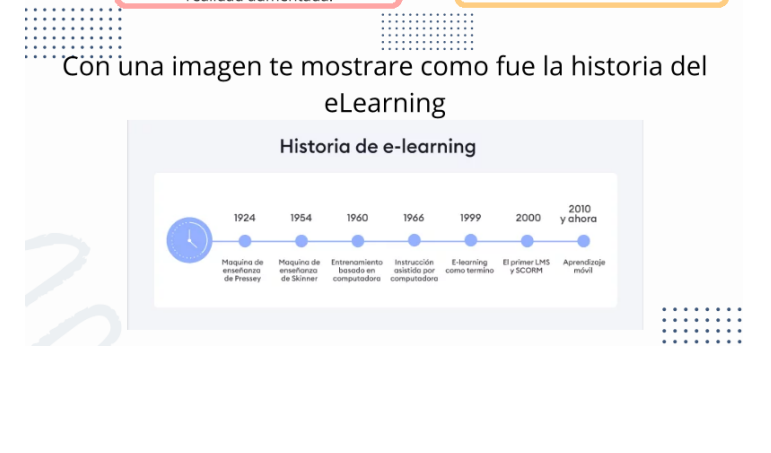 realidad aumentada.
Con una imagen te mostrare como fue la historia del
eLearning
Historia de e-learning
1924
1954
1960
1966
1999
2000
2010
y ahora
Maquina de
enseñanza
de Pressey
Maquina de
enseñanza
de Skinner
Entrenamiento
basado en
computadora
Instrucción
asistida por
computadora
E-learning
como termino
El primer LMS
y SCORM
Aprendizaje
móvil